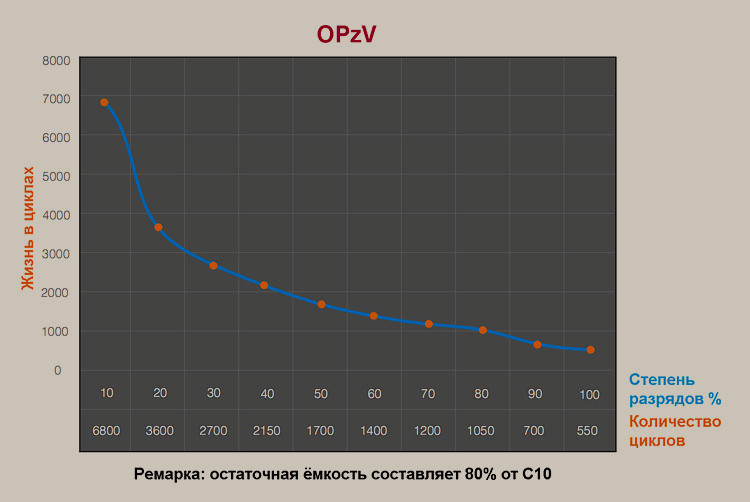 OPzV
8000
7000
6000
5000
4000
3000
2000
1000
0
Жизнь в циклах
10 20 30 40 50 60 70 80 90 100
Степень
разрядов %
6800 3600 2700 2150 1700 1400 1200 1050 700 550
Количество
циклов
Ремарка: остаточная ёмкость составляет 80% от C10